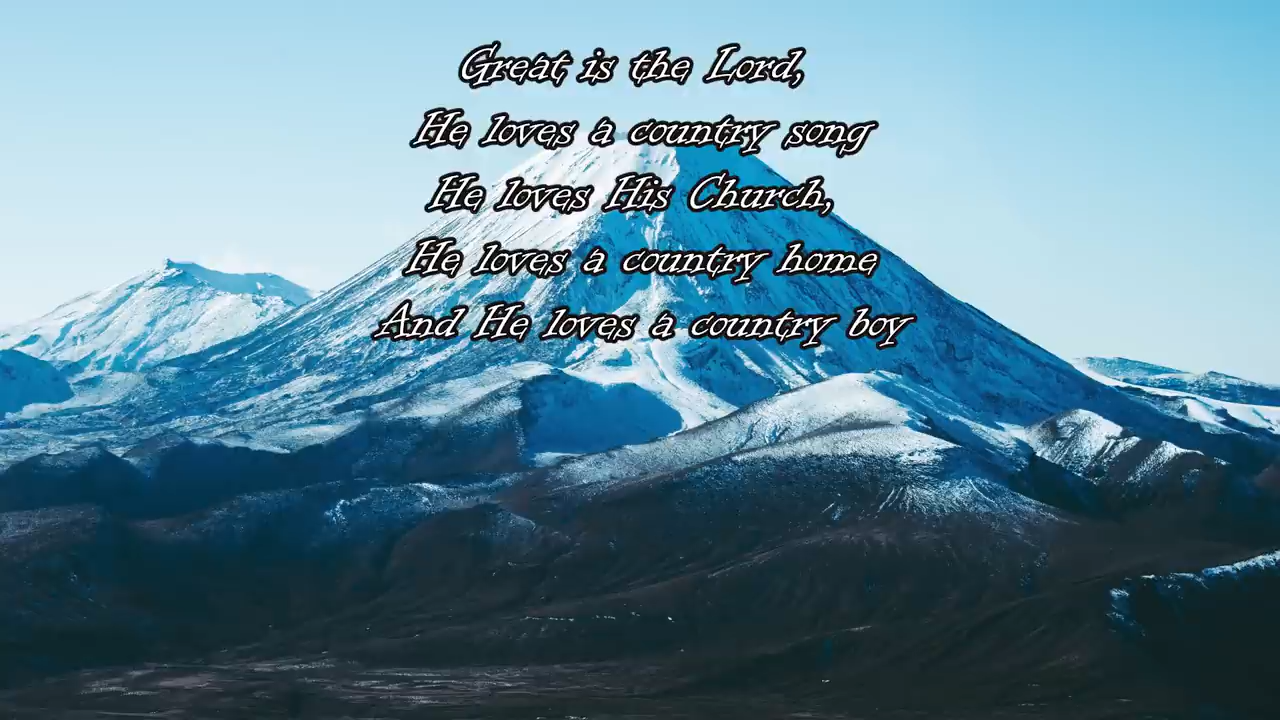 Great is the Lord,
He loves a country song
He loves His Church,
He loves a country home
And He loves a country boy